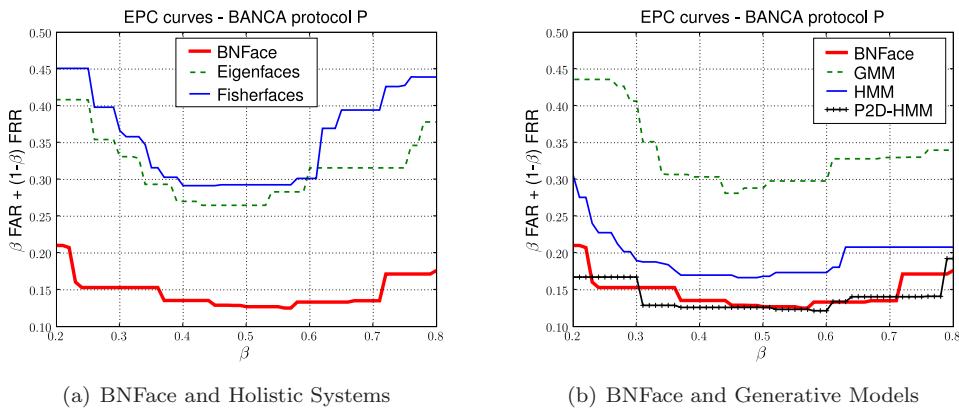 EPC curves - BANCA protocol P
0.50
0.45
0.40
0.35
0.30
0.25
0.20
0.15
0.10
β FAR + (1-β) FRR
BNFace
Eigenfaces
Fisherfaces
0.2 0.3 0.4 0.5 0.6 0.7 0.8
β
(a) BNFace and Holistic Systems
EPC curves - BANCA protocol P
0.50
0.45
0.40
0.35
0.30
0.25
0.20
0.15
0.10
β FAR + (1-β) FRR
BNFace
GMM
HMM
P2D-HMM
0.2 0.3 0.4 0.5 0.6 0.7 0.8
β
(b) BNFace and Generative Models